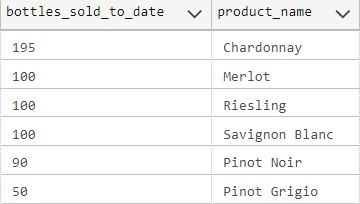 bottles_sold_to_date product_name
195 Chardonnay
100 Merlot
100 Riesling
100 Savignon Blanc
90 Pinot Noir
50 Pinot Grigio